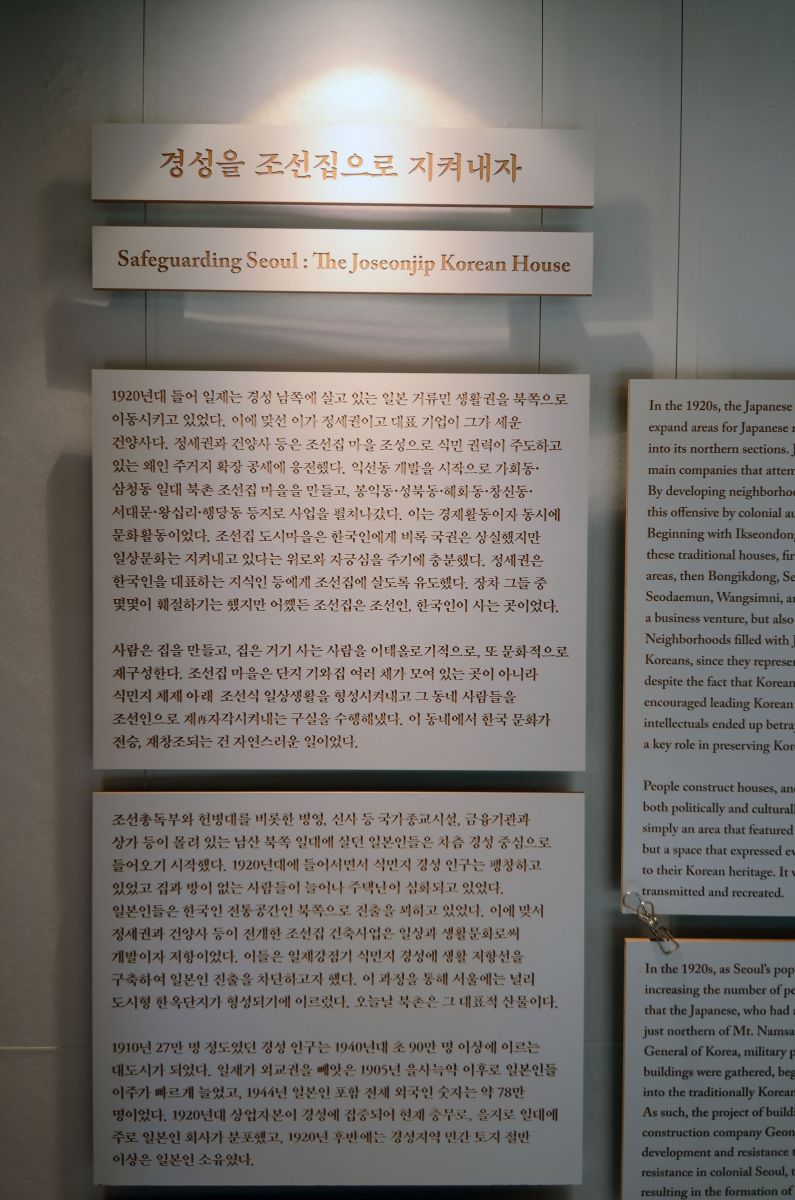 경성을 조선집으로 지켜내자
Safeguarding Seoul : The Joseonjip Korean House
1920년대 들어 일제는 경성 남쪽에 살고 있는 일본 거류민 생활권을 북쪽으로
이동시키고 있었다. 이에 맞선 이가 정세권이고 대표 기업이 그가 세운
건양사다. 정세권과 건양사 등은 조선집 마을 조성으로 식민 권력이 주도하고
있는 왜인 주거지 확장 공세에 응전했다. 익선동 개발을 시작으로 가회동·
삼청동 일대 북촌 조선집 마을을 만들고, 봉익동·성북동·혜화동·창신동·
서대문·왕십리·행당동 등지로 사업을 펼쳐나갔다. 이는 경제활동이자 동시에
문화활동이었다. 조선집 도시마을은 한국인에게 비록 국권은 상실했지만
일상문화는 지켜내고 있다는 위로와 자긍심을 주기에 충분했다. 정세권은
한국인을 대표하는 지식인 등에게 조선집에 살도록 유도했다. 장차 그들 중
몇몇이 훼절하기는 했지만 어쨌든 조선집은 조선인, 한국인이 사는 곳이었다.
사람은 집을 만들고, 집은 거기 사는 사람을 이데올로기적으로, 또 문화적으로
재구성한다. 조선집 마을은 단지 기와집 여러 채가 모여 있는 곳이 아니라
식민지 체제 아래 조선식 일상생활을 형성시켜내고 그 동네 사람들을
조선인으로 재再자각시켜내는 구실을 수행해냈다. 이 동네에서 한국 문화가
전승, 재창조되는 건 자연스러운 일이었다.
조선총독부와 헌병대를 비롯한 병영, 신사 등 국가종교시설, 금융기관과
상가 등이 몰려 있는 남산 북쪽 일대에 살던 일본인들은 차츰 경성 중심으로
들어오기 시작했다. 1920년대에 들어서면서 식민지 경성 인구는 팽창하고
있었고 집과 방이 없는 사람들이 늘어나 주택난이 심화되고 있었다.
일본인들은 한국인 전통공간인 북쪽으로 진출을 꾀하고 있었다. 이에 맞서
정세권과 건양사 등이 전개한 조선집 건축사업은 일상과 생활문화로써
개발이자 저항이었다. 이들은 일제강점기 식민지 경성에 생활 저항선을
구축하여 일본인 진출을 차단하고자 했다. 이 과정을 통해 서울에는 널리
도시형 한옥단지가 형성되기에 이르렀다. 오늘날 북촌은 그 대표적 산물이다.
1910년 27만 명 정도였던 경성 인구는 1940년대 초 90만 명 이상에 이르는
대도시가 되었다. 일제가 외교권을 빼앗은 1905년 을사늑약 이후로 일본인들
이주가 빠르게 늘었고, 1944년 일본인 포함 전체 외국인 숫자는 약 78만
명이었다. 1920년대 상업자본이 경성에 집중되어 현재 충무로, 을지로 일대에
주로 일본인 회사가 분포했고, 1920년 후반에는 경성지역 민간 토지 절반
이상은 일본인 소유였다.
In the 1920s, the Japanese
expand areas for Japanese
into its northern sections.
main companies that
By developing
this offensive by colonial
Beginning with
these traditional houses,
areas, then Bongikdong,
Seodaemun, Wangsimni,
a business venture, but also
Neighborhoods filled with
Koreans, since they
despite the fact that Korean
encouraged leading Korean
intellectuals ended up
a key role in preserving
People construct houses,
both politically and
simply an area that featured
but a space that expressed
to their Korean heritage. It
transmitted and recreated.
In the 1920s, as Seoul's
increasing the number of
that the Japanese, who had
just northern of Mt.
General of Korea, military
buildings were gathered,
into the traditionally Korean
As such, the project of
construction company
development and resistance
resistance in colonial Seoul,
resulting in the formation of